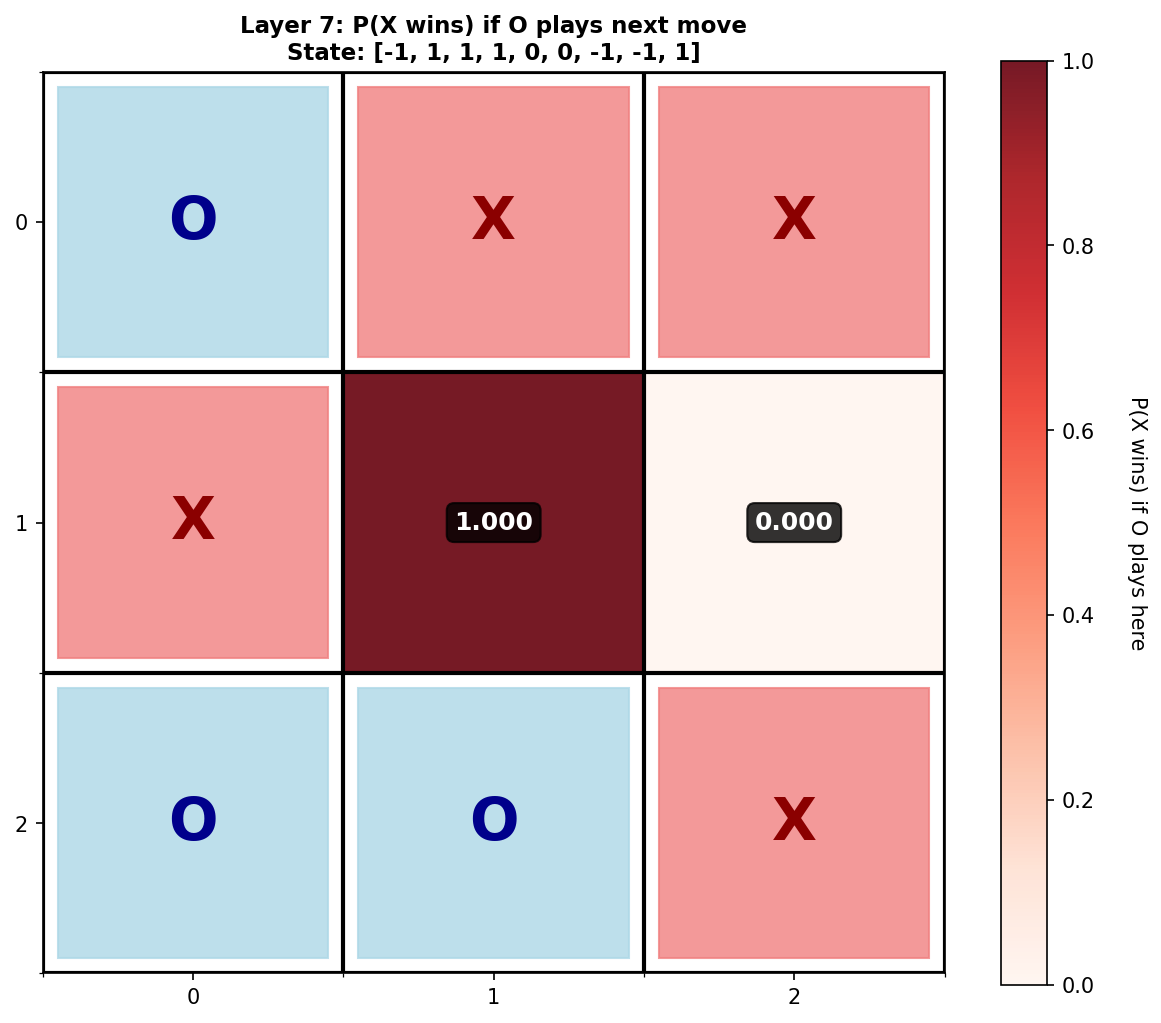 Layer 7: P(X wins) if O plays next move
State: [-1, 1, 1, 1, 0, 0, -1, -1, 1]
0
O
X
X
1
X
1.000
0.000
2
O
O
X
0
1
2
1.0
0.8
0.6
0.4
0.2
0.0
P(X wins) if O plays here